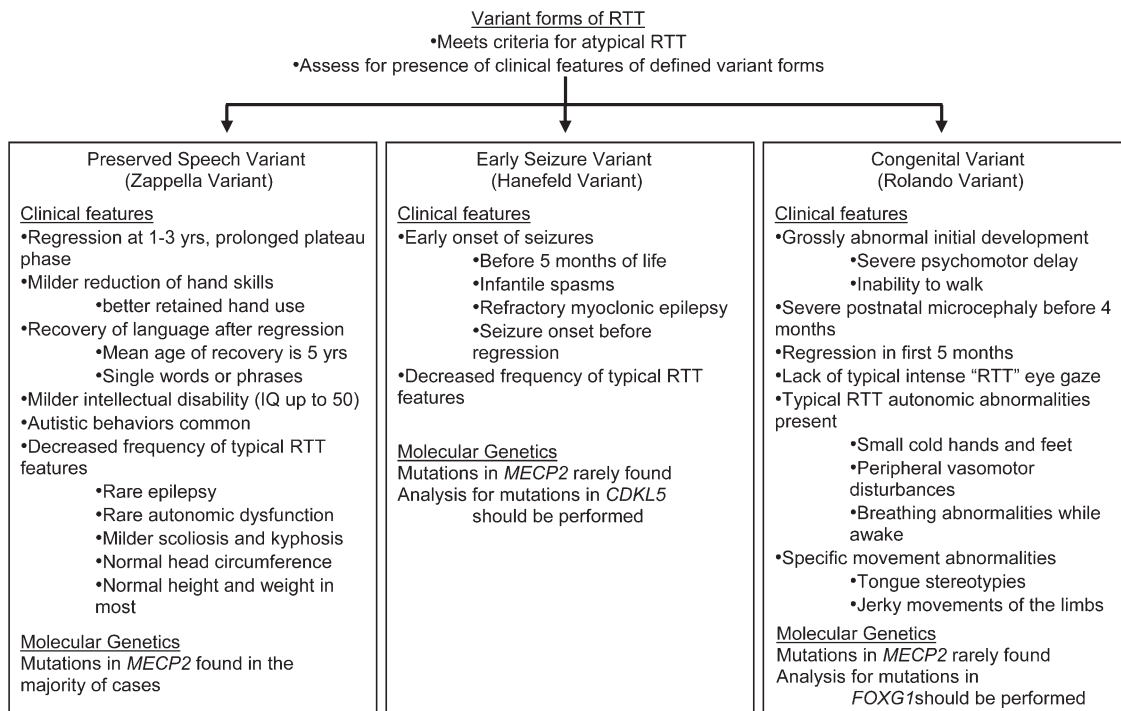 Variant forms of RTT
•Meets criteria for atypical RTT
•Assess for presence of clinical features of defined variant forms
Preserved Speech Variant
(Zappella Variant)
Clinical features
•Regression at 1-3 yrs, prolonged plateau
phase
•Milder reduction of hand skills
•better retained hand use
•Recovery of language after regression
•Mean age of recovery is 5 yrs
•Single words or phrases
•Milder intellectual disability (IQ up to 50)
•Autistic behaviors common
•Decreased frequency of typical RTT
features
•Rare epilepsy
•Rare autonomic dysfunction
•Milder scoliosis and kyphosis
•Normal head circumference
•Normal height and weight in
most
Molecular Genetics
Mutations in MECP2 found in the
majority of cases
Early Seizure Variant
(Hanefeld Variant)
Clinical features
•Early onset of seizures
•Before 5 months of life
•Infantile spasms
•Refractory myoclonic epilepsy
•Seizure onset before
regression
•Decreased frequency of typical RTT
features
Molecular Genetics
Mutations in MECP2 rarely found
Analysis for mutations in CDKL5
should be performed
Congenital Variant
(Rolando Variant)
Clinical features
•Grossly abnormal initial development
•Severe psychomotor delay
•Inability to walk
•Severe postnatal microcephaly before 4
months
•Regression in first 5 months
•Lack of typical intense “RTT” eye gaze
•Typical RTT autonomic abnormalities
present
•Small cold hands and feet
•Peripheral vasomotor
disturbances
•Breathing abnormalities while
awake
•Specific movement abnormalities
•Tongue stereotypies
•Jerky movements of the limbs
Molecular Genetics
Mutations in MECP2 rarely found
Analysis for mutations in
FOXG1should be performed